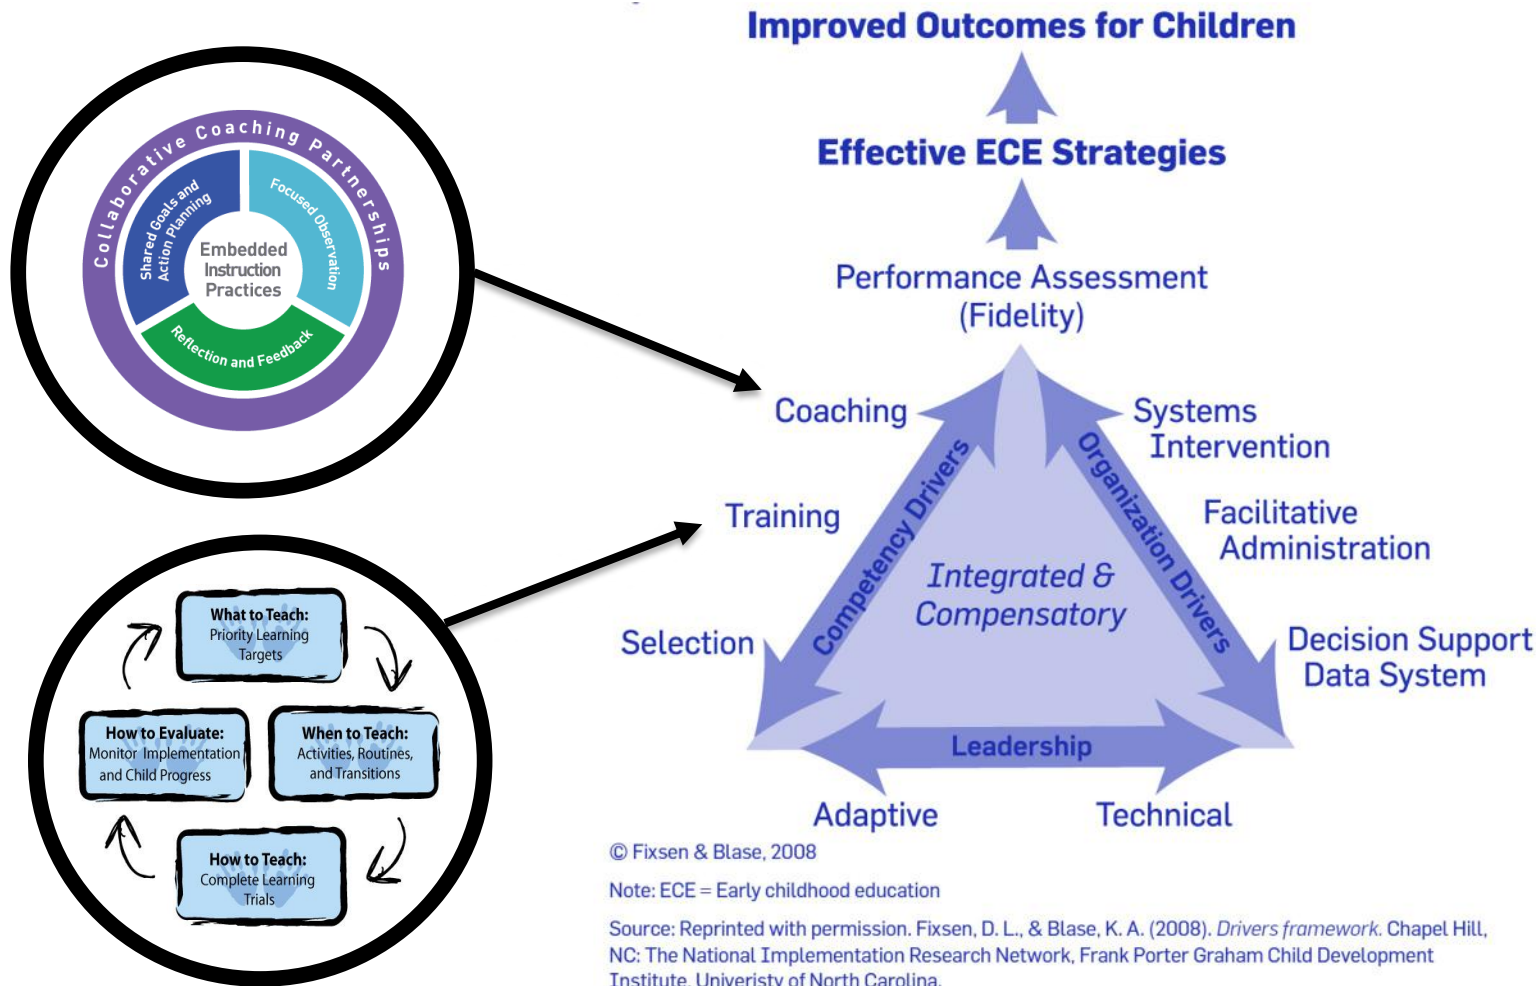 Collaborative Coaching Partnerships
Shared Goals and
Action Planning
Focused Observation
Embedded
Instruction
Practices
Reflection and Feedback
What to Teach:
Priority Learning
Targets
How to Evaluate:
Monitor Implementation
and Child Progress
When to Teach:
Activities, Routines,
and Transitions
How to Teach:
Complete Learning
Trials
Improved Outcomes for Children
Effective ECE Strategies
Performance Assessment
(Fidelity)
Coaching
Training
Selection
Competency Drivers
Integrated &
Compensatory
Organization Drivers
Systems
Intervention
Facilitative
Administration
Decision Support
Data System
Leadership
Adaptive
Technical
© Fixsen & Blase, 2008
Note: ECE = Early childhood education
Source: Reprinted with permission. Fixsen, D. L., & Blase, K. A. (2008). Drivers framework. Chapel Hill,
NC: The National Implementation Research Network, Frank Porter Graham Child Development
Institute, Univeristy of North Carolina.